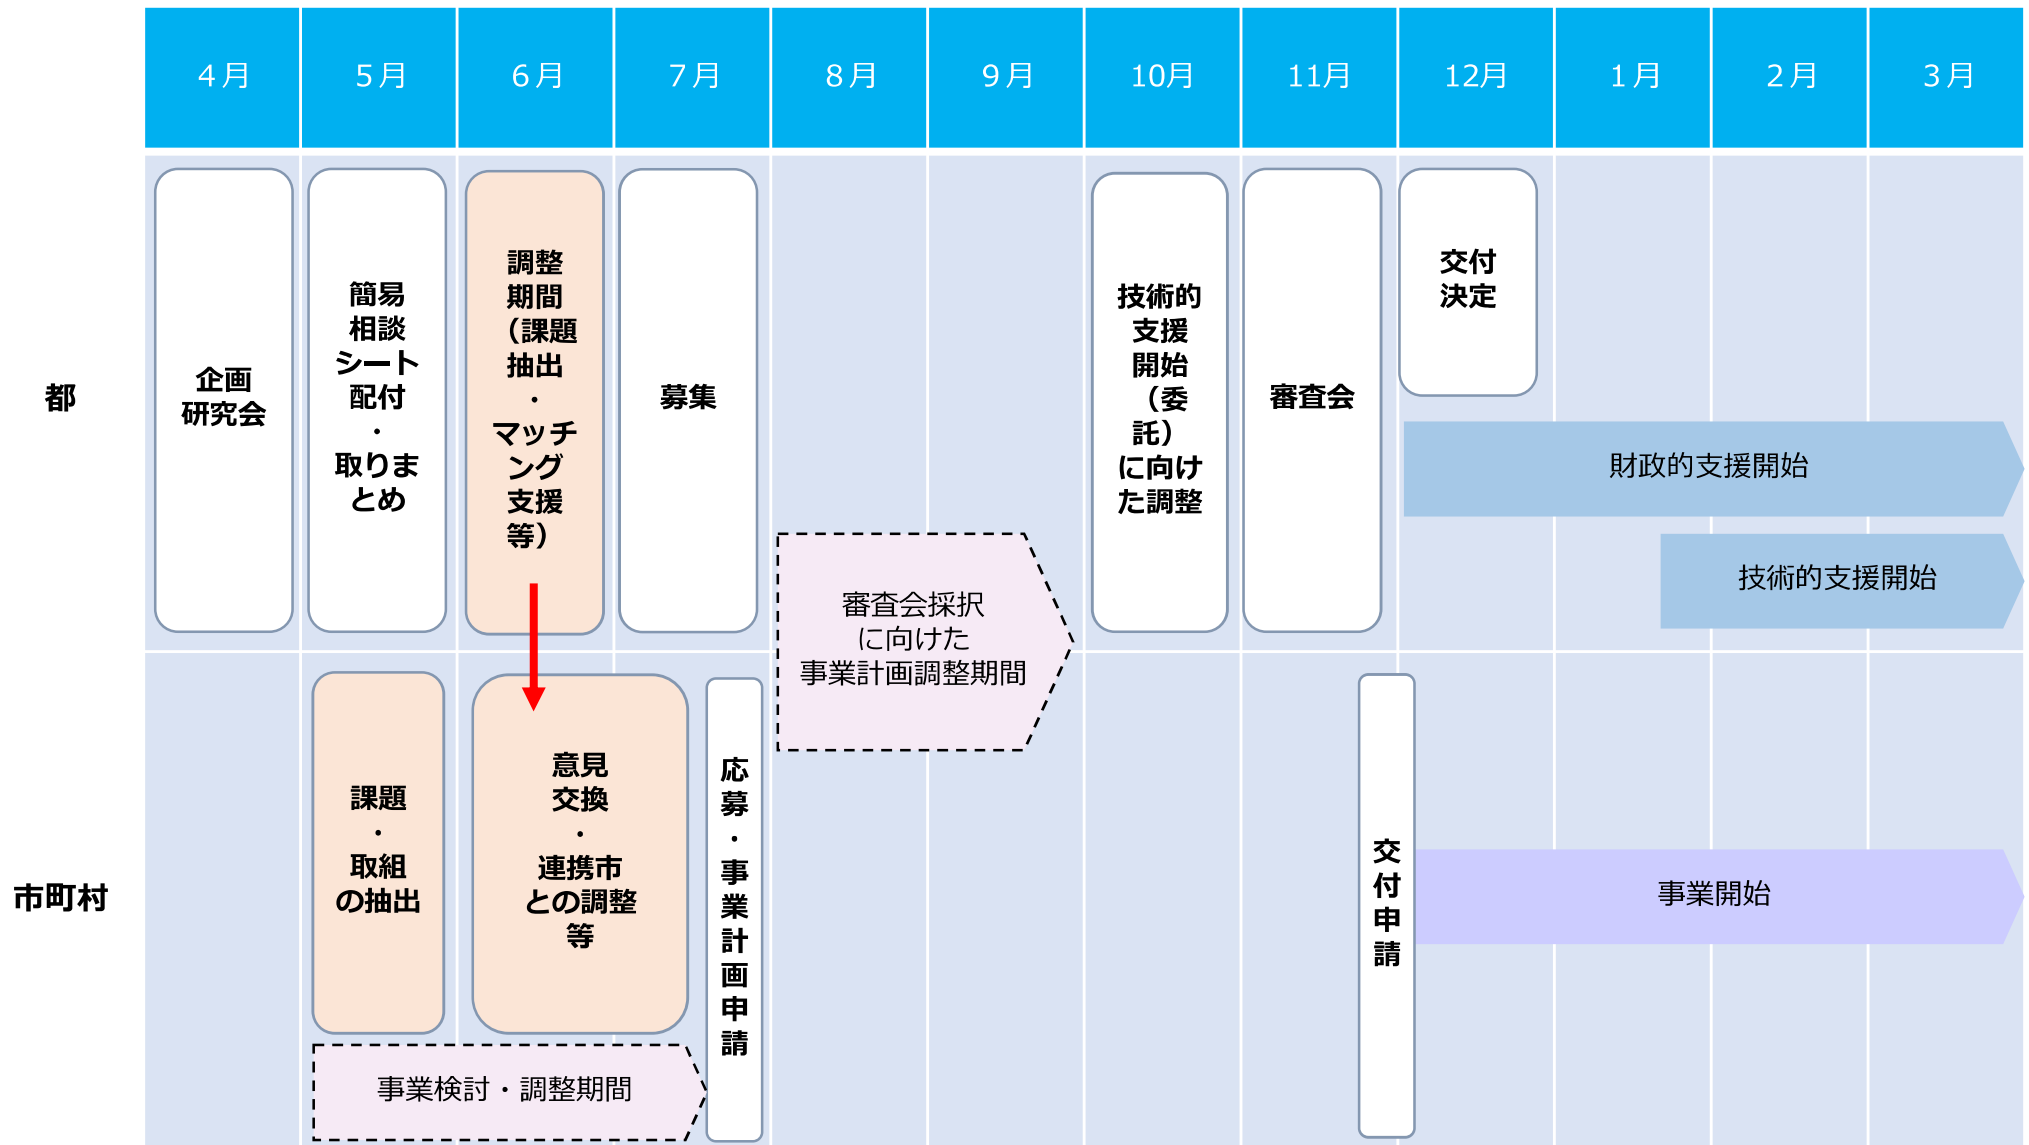 ４月
５月
６月
７月
８月
９月
10月
11月
12月
１月
２月
３月
都
企画
研究会
簡易
相談
シート
配付
・
取りま
とめ
調整
期間
（課題
抽出
・
マッチ
ング
支援
等）
募集
技術的
支援
開始
（委
託）
に向け
た調整
審査会
交付
決定
財政的支援開始
技術的支援開始
審査会採択
に向けた
事業計画調整期間
市町村
課題
・
取組
の抽出
意見
交換
・
連携市
との調整
等
応募・事業計画申請
交付申請
事業開始
事業検討・調整期間